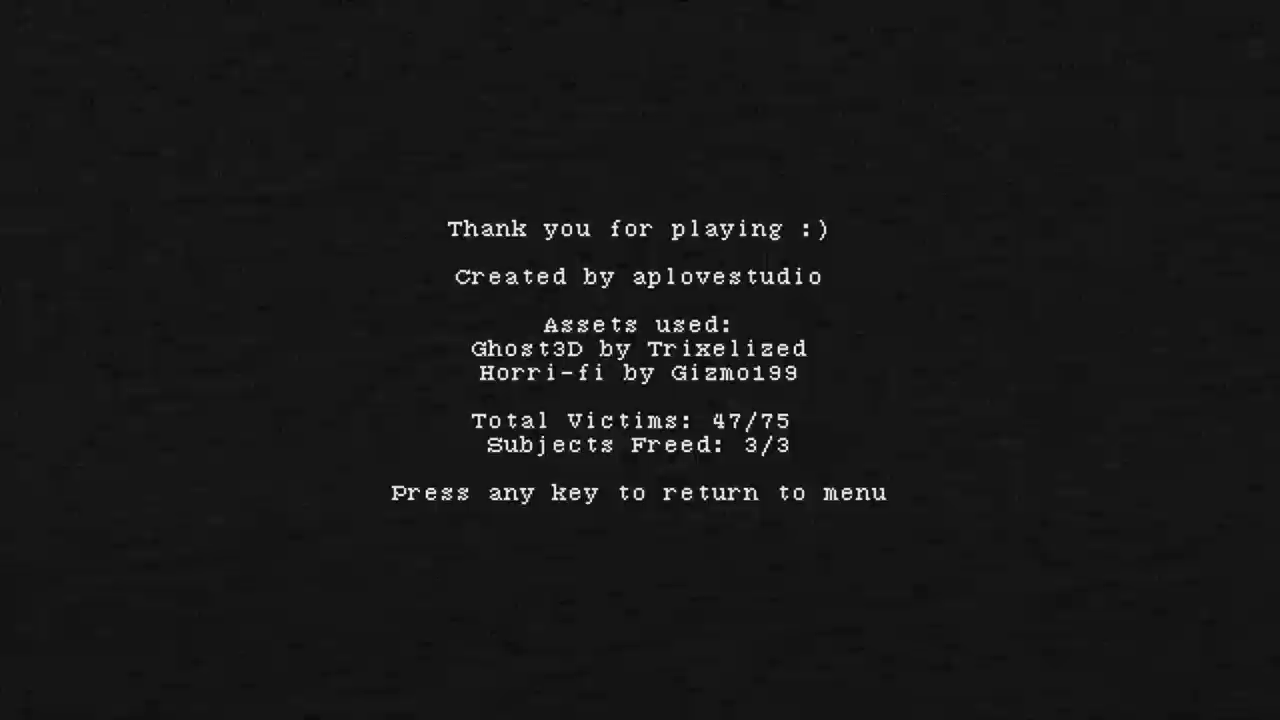 Thank you for playing :)
Created by aplovestudio
Assets used:
Ghost3D by Trixelized
Horri-fi by Gizmo199
Total Victims: 47/75
Subjects Freed: 3/3
Press any key to return to menu